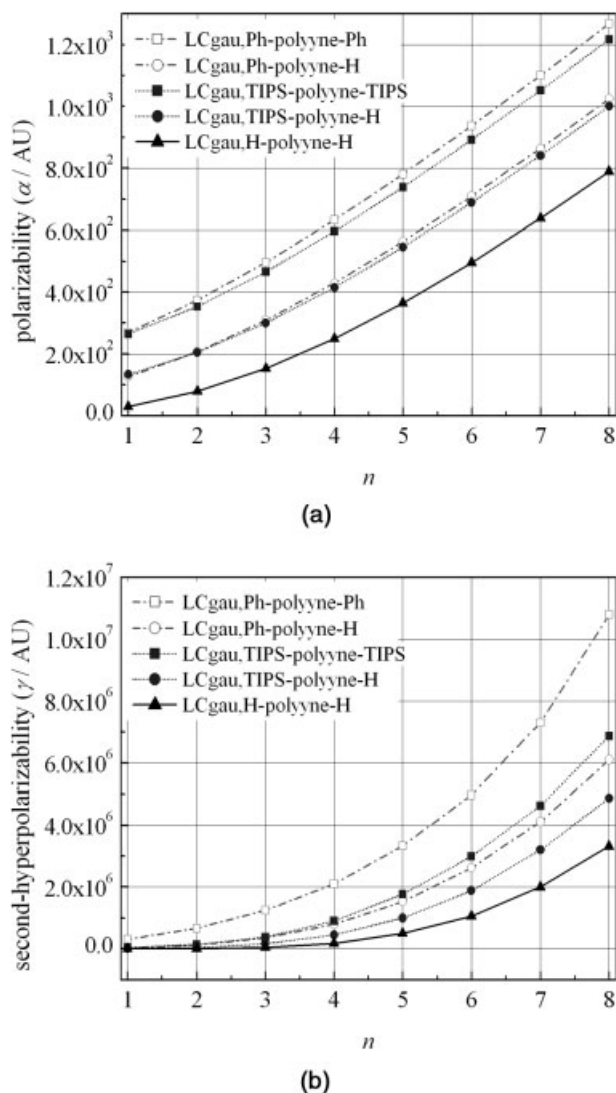 1.2x10³
1.0x10³
8.0x10²
6.0x10²
4.0x10²
2.0x10²
0.0
polarizability (α / AU)
LCgau,Ph-polyyne-Ph
LCgau,Ph-polyyne-H
LCgau,TIPS-polyyne-TIPS
LCgau,TIPS-polyyne-H
LCgau,H-polyyne-H
1 2 3 4 5 6 7 8
n
(a)
1.2x10⁷
1.0x10⁷
8.0x10⁶
6.0x10⁶
4.0x10⁶
2.0x10⁶
0.0
second-hyperpolarizability (γ / AU)
LCgau,Ph-polyyne-Ph
LCgau,Ph-polyyne-H
LCgau,TIPS-polyyne-TIPS
LCgau,TIPS-polyyne-H
LCgau,H-polyyne-H
1 2 3 4 5 6 7 8
n
(b)